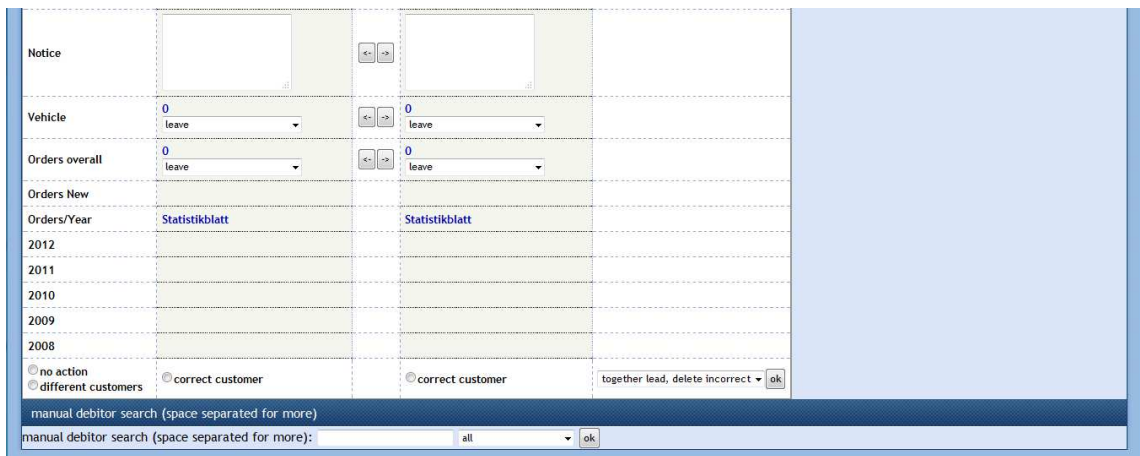 Notice <- ->
Vehicle 0 leave <- -> 0 leave
Orders overall 0 leave <- -> 0 leave
Orders New
Orders/Year Statistikblatt Statistikblatt
2012
2011
2010
2009
2008
no action
different customers correct customer correct customer together lead, delete incorrect ok
manual debitor search (space separated for more)
manual debitor search (space separated for more): all ok